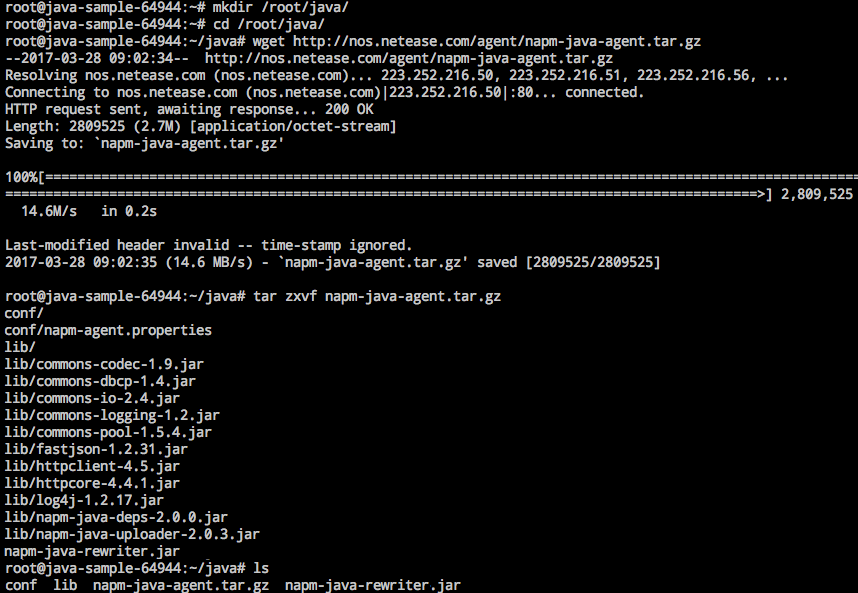 root@java-sample-64944:~# mkdir /root/java/
root@java-sample-64944:~# cd /root/java/
root@java-sample-64944:~/java# wget http://nos.netease.com/agent/napm-java-agent.tar.gz
--2017-03-28 09:02:34--  http://nos.netease.com/agent/napm-java-agent.tar.gz
Resolving nos.netease.com (nos.netease.com)... 223.252.216.50, 223.252.216.51, 223.252.216.56, ...
Connecting to nos.netease.com (nos.netease.com)|223.252.216.50|:80... connected.
HTTP request sent, awaiting response... 200 OK
Length: 2809525 (2.7M) [application/octet-stream]
Saving to: `napm-java-agent.tar.gz'
100%[======================================================================================================
==============================================================================================>] 2,809,525
  14.6M/s   in 0.2s
Last-modified header invalid -- time-stamp ignored.
2017-03-28 09:02:35 (14.6 MB/s) - `napm-java-agent.tar.gz' saved [2809525/2809525]
root@java-sample-64944:~/java# tar zxvf napm-java-agent.tar.gz
conf/
conf/napm-agent.properties
lib/
lib/commons-codec-1.9.jar
lib/commons-dbcp-1.4.jar
lib/commons-io-2.4.jar
lib/commons-logging-1.2.jar
lib/commons-pool-1.5.4.jar
lib/fastjson-1.2.31.jar
lib/httpclient-4.5.jar
lib/httpcore-4.4.1.jar
lib/log4j-1.2.17.jar
lib/napm-java-deps-2.0.0.jar
lib/napm-java-uploader-2.0.3.jar
napm-java-rewriter.jar
root@java-sample-64944:~/java# ls
conf  lib  napm-java-agent.tar.gz  napm-java-rewriter.jar